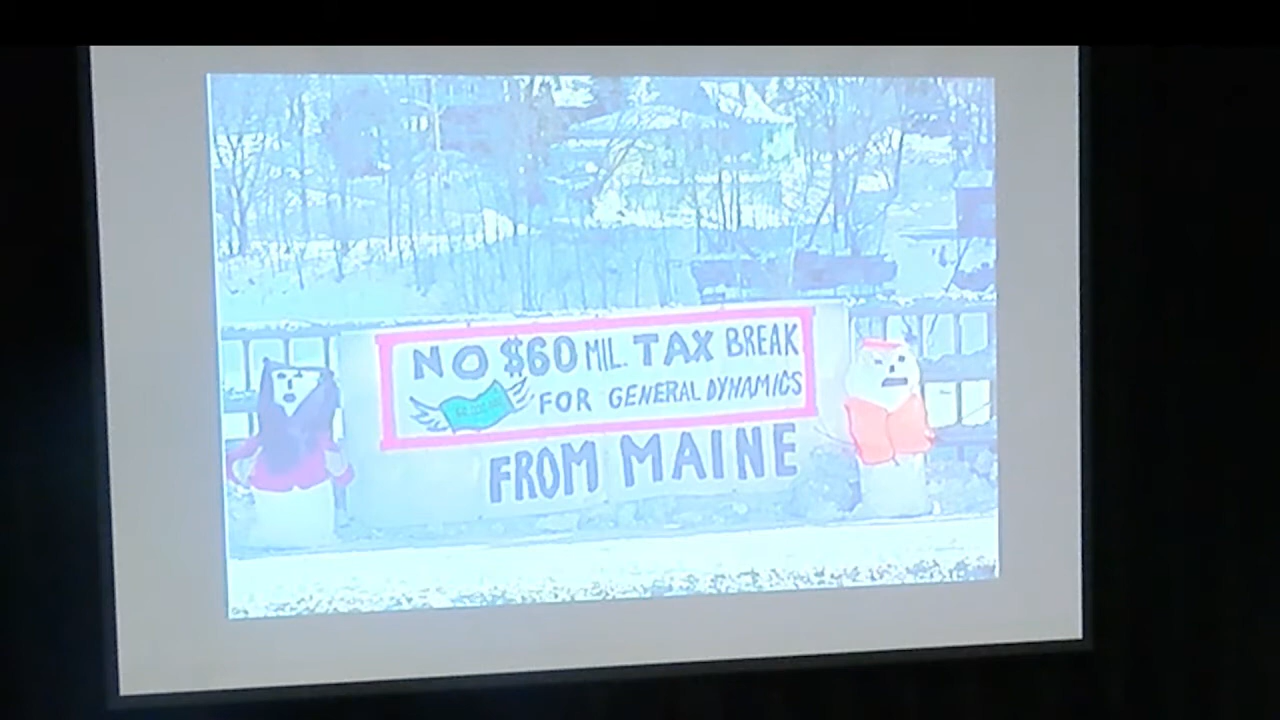 NO $60 MIL. TAX BREAK
FOR GENERAL DYNAMICS
FROM MAINE